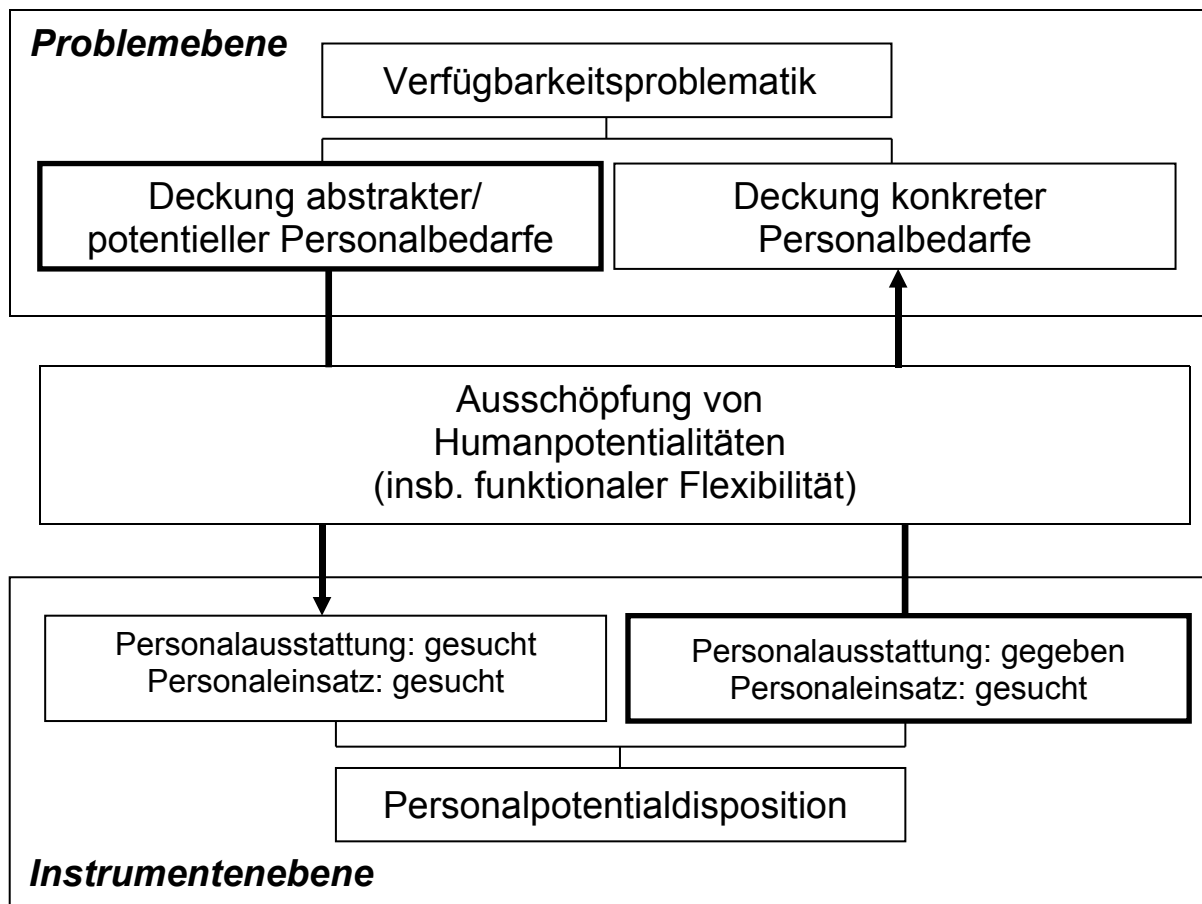 Problemebene
Verfügbarkeitsproblematik
Deckung abstrakter/
potentieller Personalbedarfe
Deckung konkreter
Personalbedarfe
Ausschöpfung von
Humanpotentialitäten
(insb. funktionaler Flexibilität)
Personalausstattung: gesucht
Personaleinsatz: gesucht
Personalausstattung: gegeben
Personaleinsatz: gesucht
Personalpotentialdisposition
Instrumentenebene